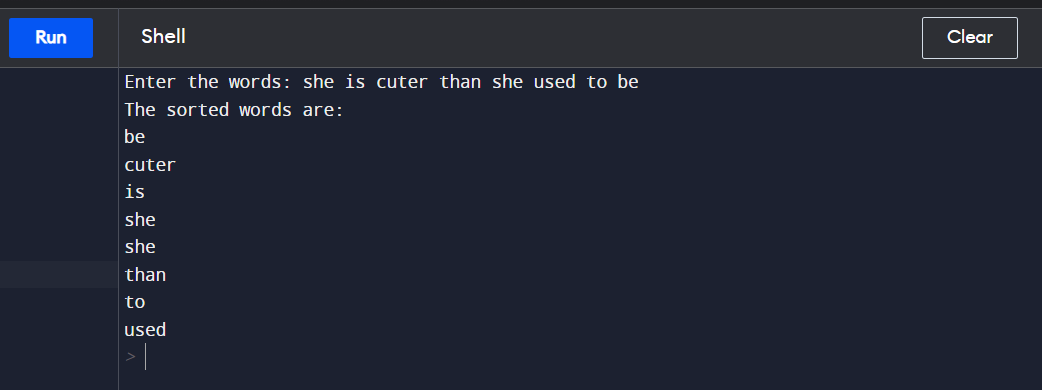 Run
Shell
Clear
Enter the words: she is cuter than she used to be
The sorted words are:
be
cuter
is
she
she
than
to
used
>